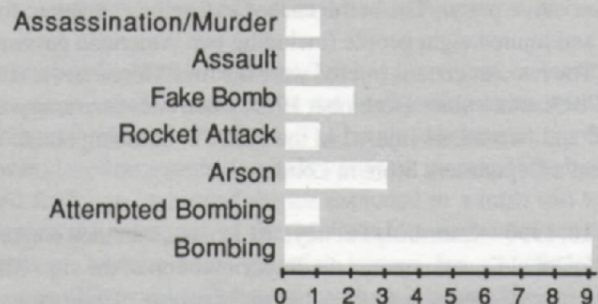 Assassination/Murder
Assault
Fake Bomb
Rocket Attack
Arson
Attempted Bombing
Bombing
0 1 2 3 4 5 6 7 8 9